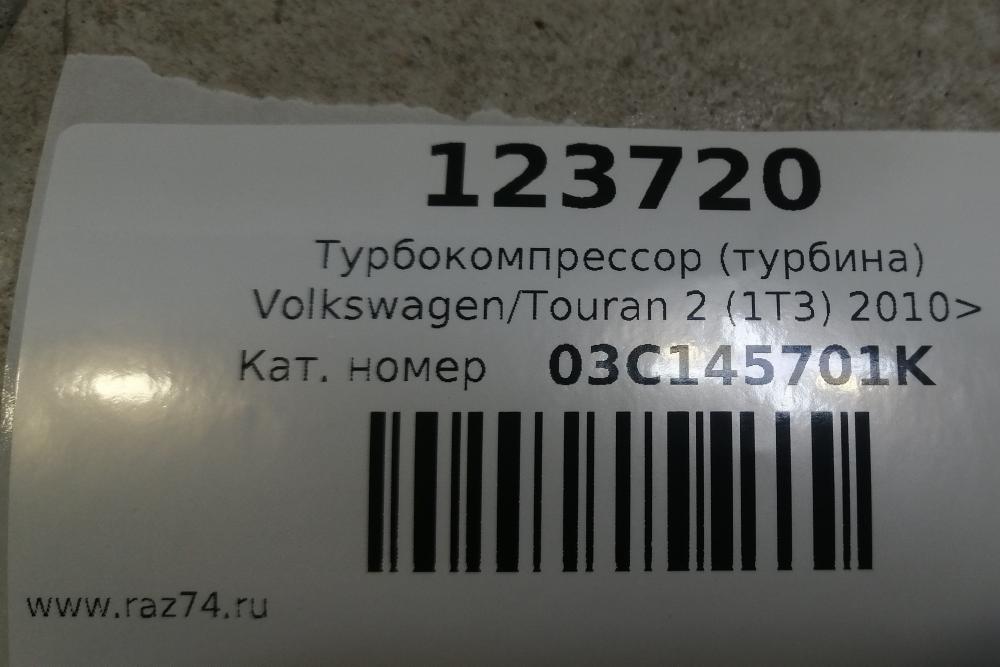 123720
Турбокомпрессор (турбина)
Volkswagen/Touran 2 (1T3) 2010>
Кат. номер 03C145701K
www.raz74.ru